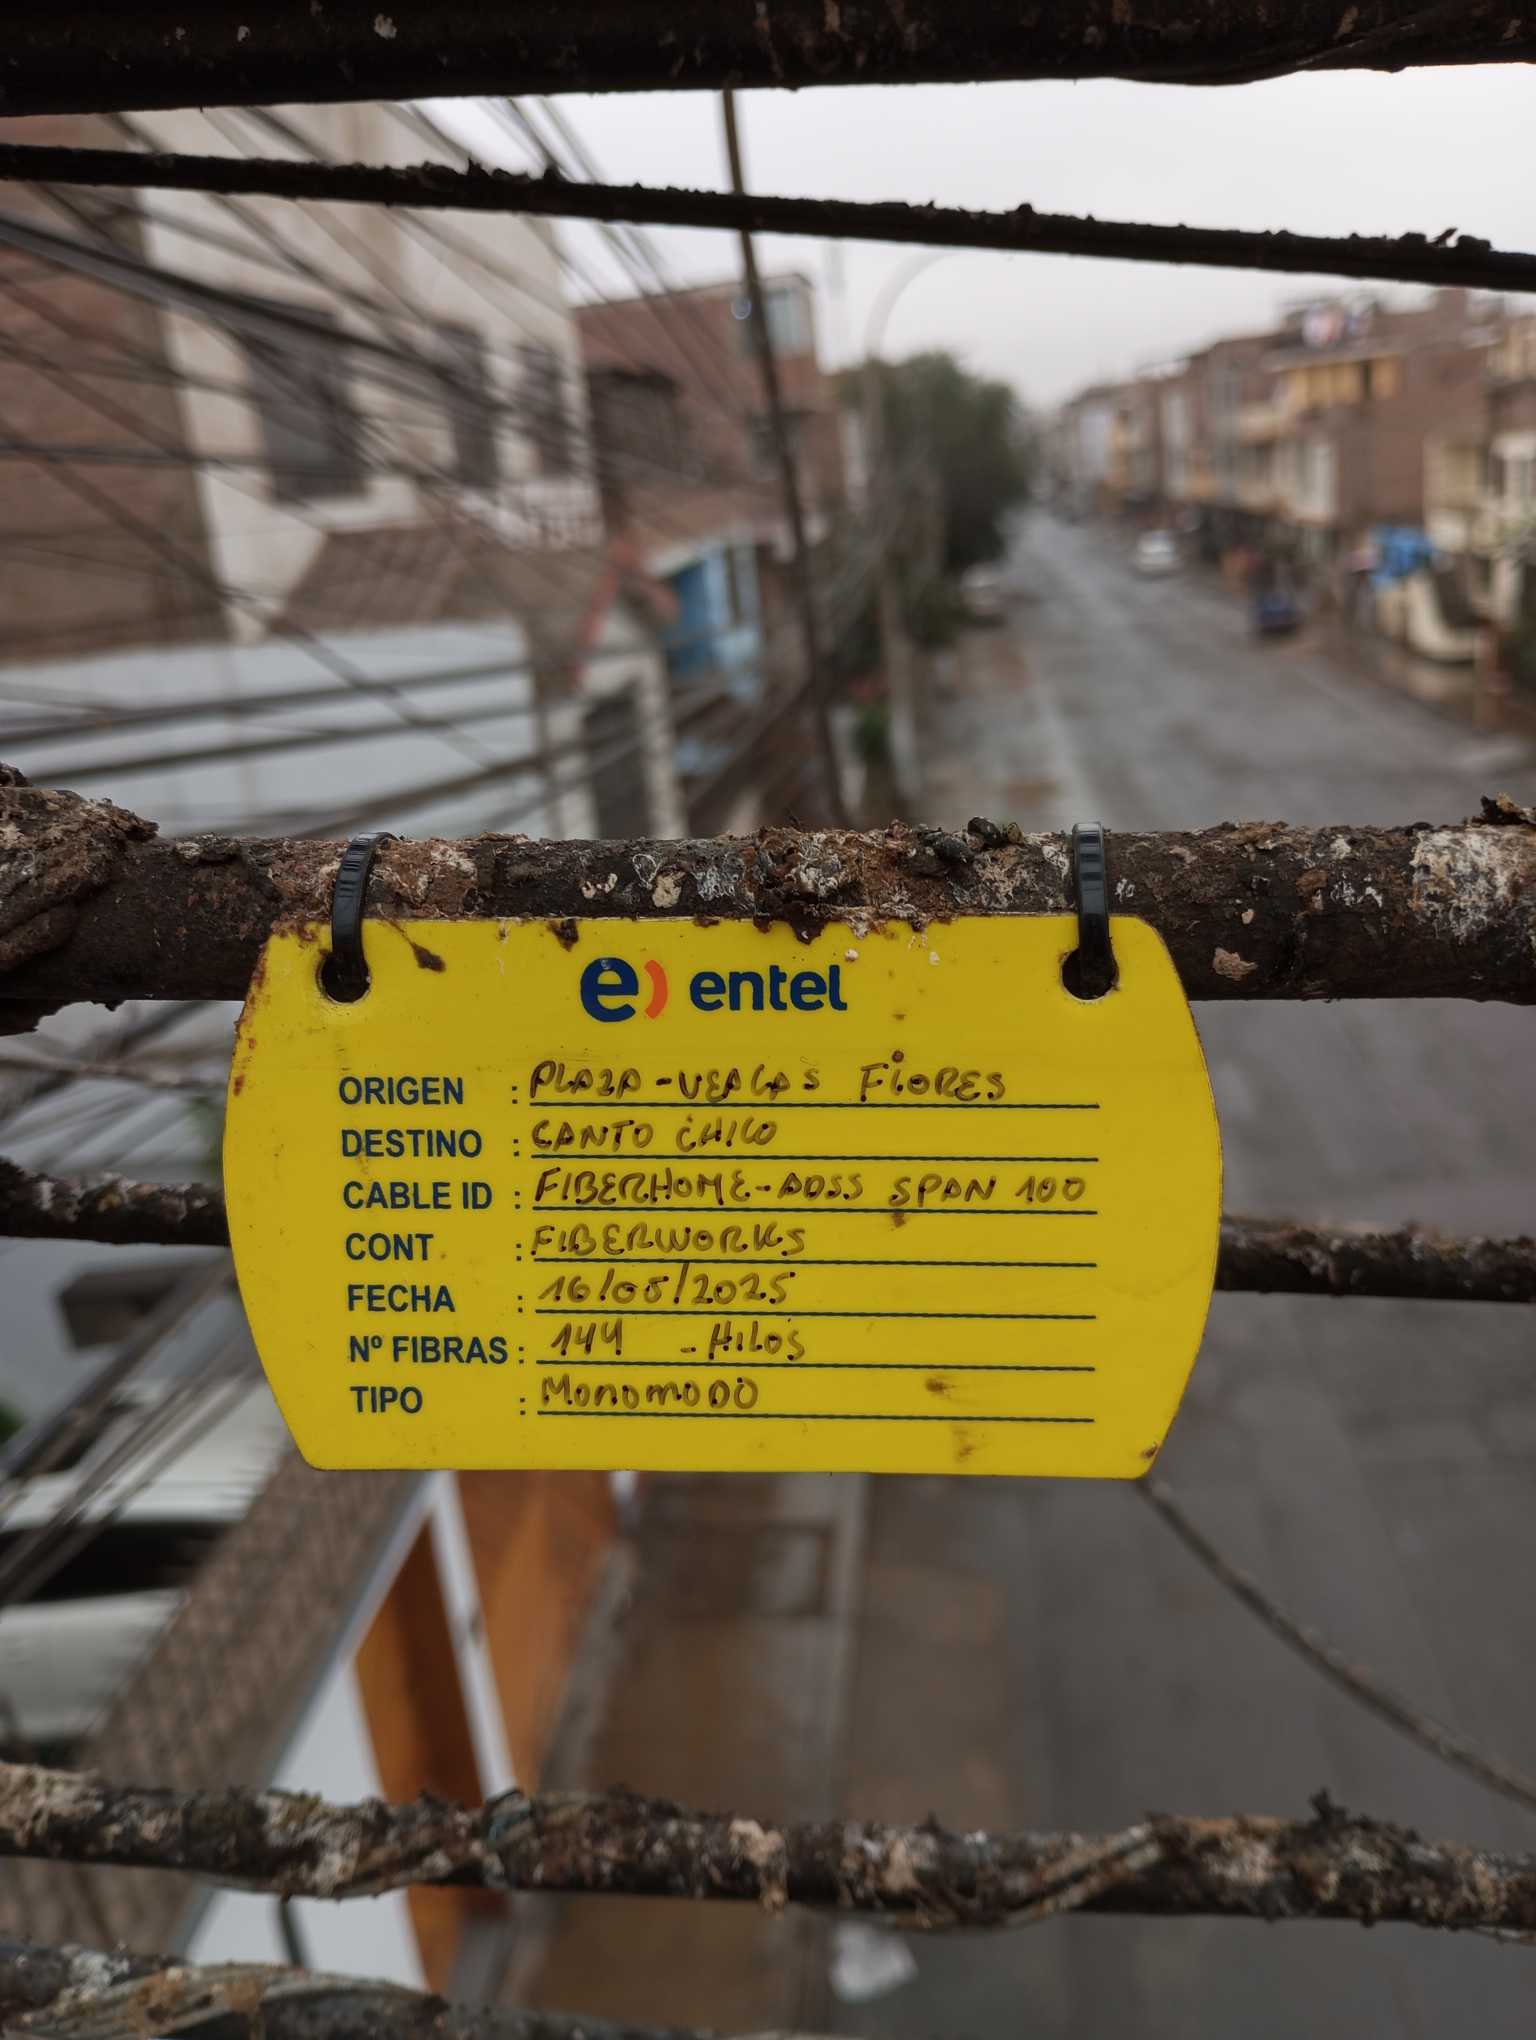 e) entel
ORIGEN : PLAZA-VEAGAS FLORES
DESTINO : CANTO CHICO
CABLE ID : FIBERHOME-ADSS SPAN 100
CONT : FIBERWORKS
FECHA : 16/05/2025
Nº FIBRAS : 144 - HILOS
TIPO : MONOMODO